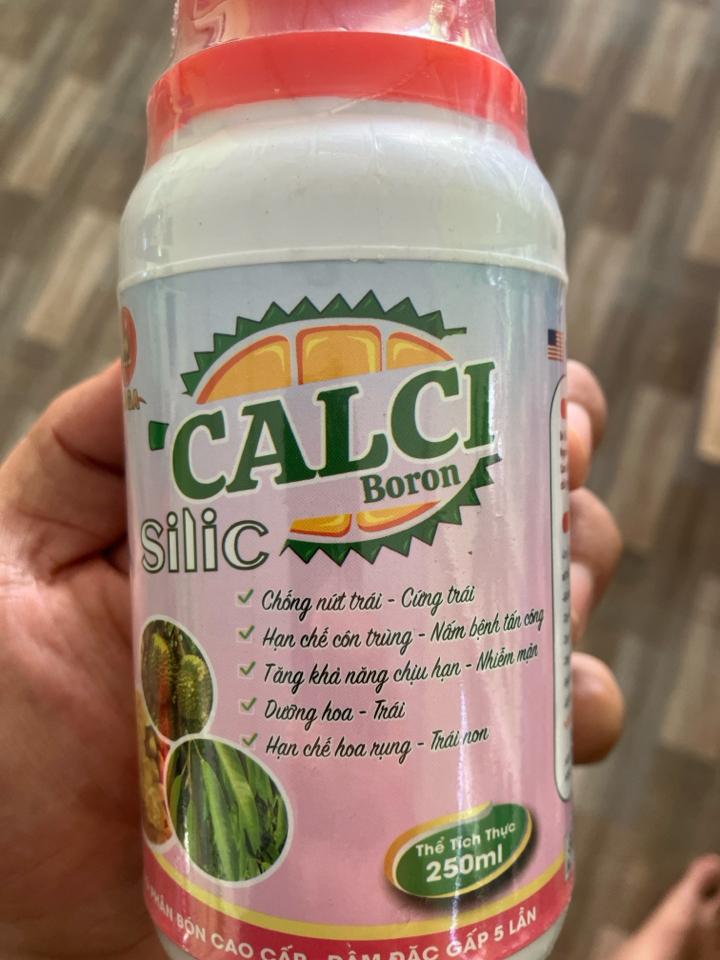 CALCI
Boron
Silic
Chống nứt trái - Cứng trái
Hạn chế côn trùng - Nấm bệnh tấn công
Tăng khả năng chịu hạn - Nhiễm mặn
Dưỡng hoa - Trái
Hạn chế hoa rụng - Trái non
Thể Tích Thực
250ml
PHÂN BÓN CAO CẤP - ĐẬM ĐẶC GẤP 5 LẦN